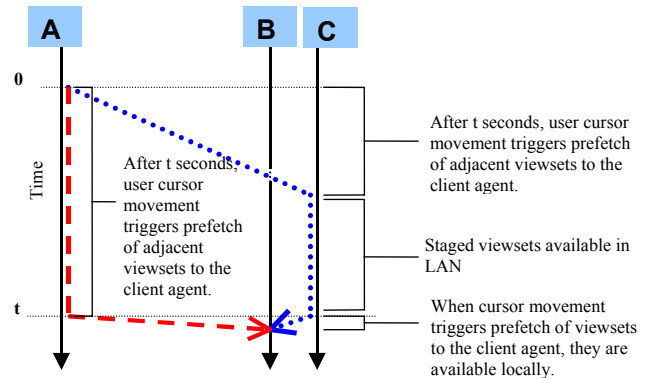 A
B
C
0
Time
t
After t seconds,
user cursor
movement
triggers prefetch
of adjacent
viewsets to the
client agent.
After t seconds, user cursor
movement triggers prefetch
of adjacent viewsets to the
client agent.
Staged viewsets available in
LAN
When cursor movement
triggers prefetch of viewsets
to the client agent, they are
available locally.